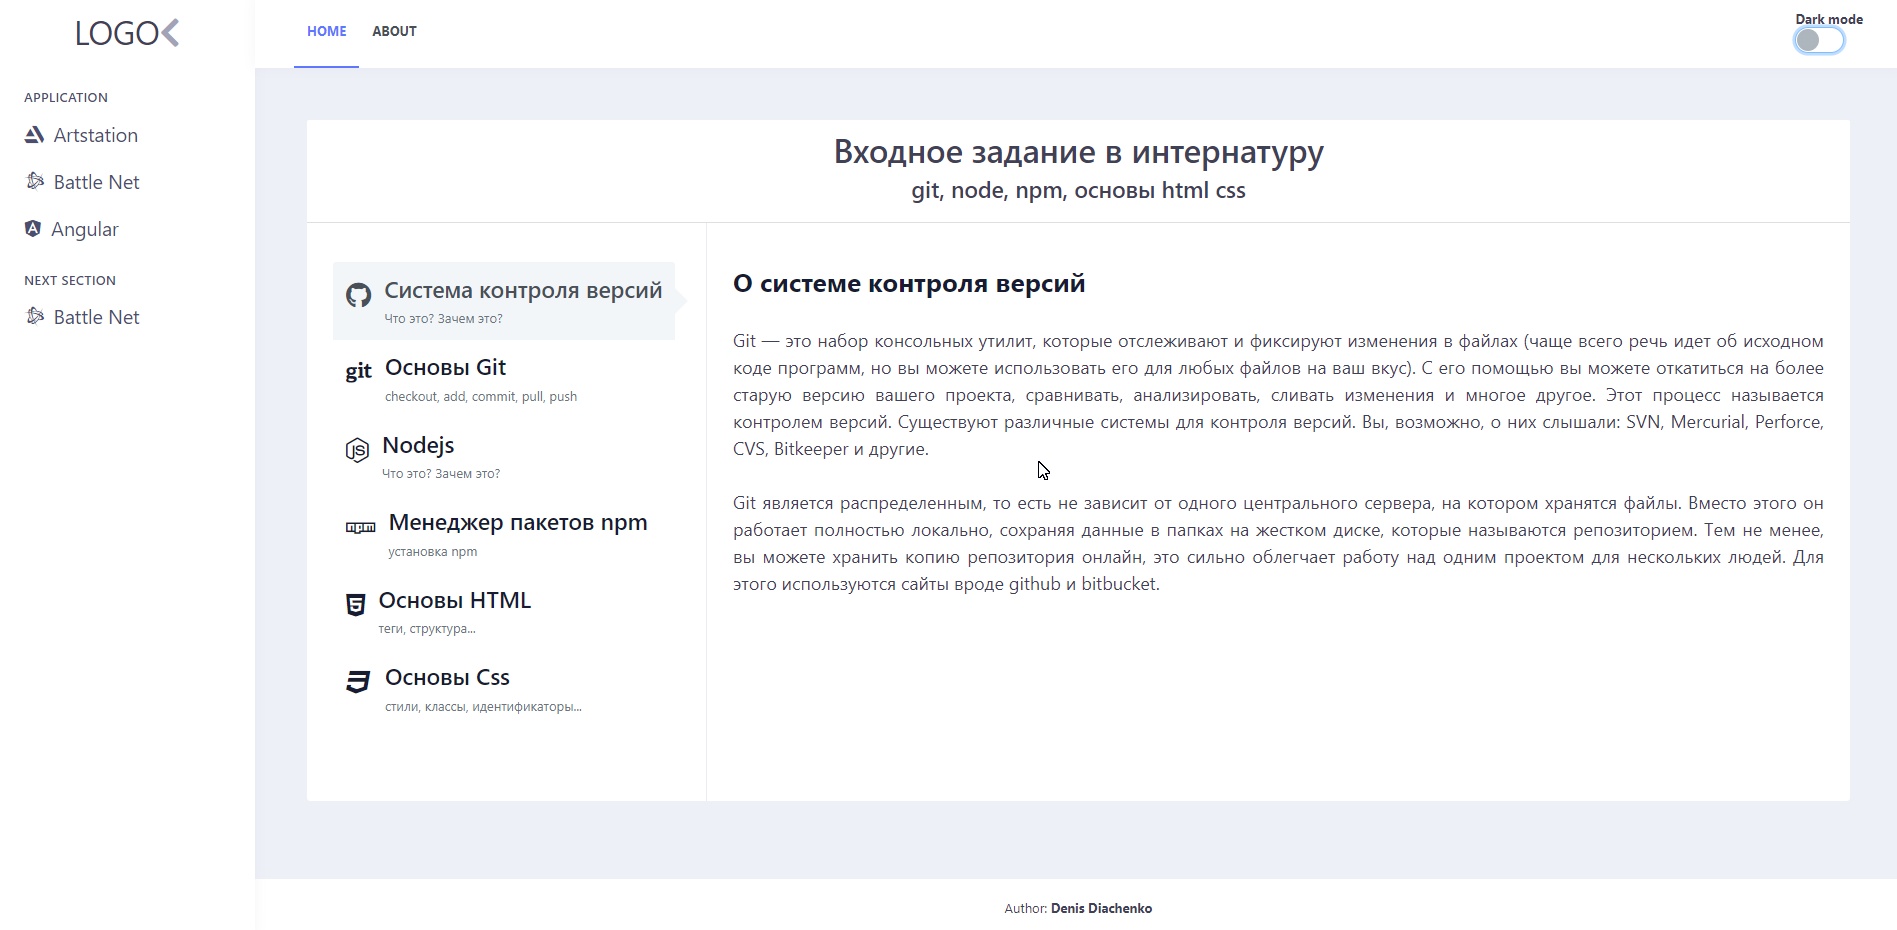 LOGO
HOME ABOUT
Dark mode
APPLICATION
Artstation
Battle Net
Angular
NEXT SECTION
Battle Net
Входное задание в интернатуру
git, node, npm, основы html css
Система контроля версий
Что это? Зачем это?
git Основы Git
checkout, add, commit, pull, push
JS Nodejs
Что это? Зачем это?
npm Менеджер пакетов npm
установка npm
5 Основы HTML
теги, структура...
3 Основы Css
стили, классы, идентификаторы...
О системе контроля версий
Git — это набор консольных утилит, которые отслеживают и фиксируют изменения в файлах (чаще всего речь идет об исходном
коде программ, но вы можете использовать его для любых файлов на ваш вкус). С его помощью вы можете откатиться на более
старую версию вашего проекта, сравнивать, анализировать, сливать изменения и многое другое. Этот процесс называется
контролем версий. Существуют различные системы для контроля версий. Вы, возможно, о них слышали: SVN, Mercurial, Perforce,
CVS, Bitkeeper и другие.
Git является распределенным, то есть не зависит от одного центрального сервера, на котором хранятся файлы. Вместо этого он
работает полностью локально, сохраняя данные в папках на жестком диске, которые называются репозиторием. Тем не менее,
вы можете хранить копию репозитория онлайн, это сильно облегчает работу над одним проектом для нескольких людей. Для
этого используются сайты вроде github и bitbucket.
Author: Denis Diachenko